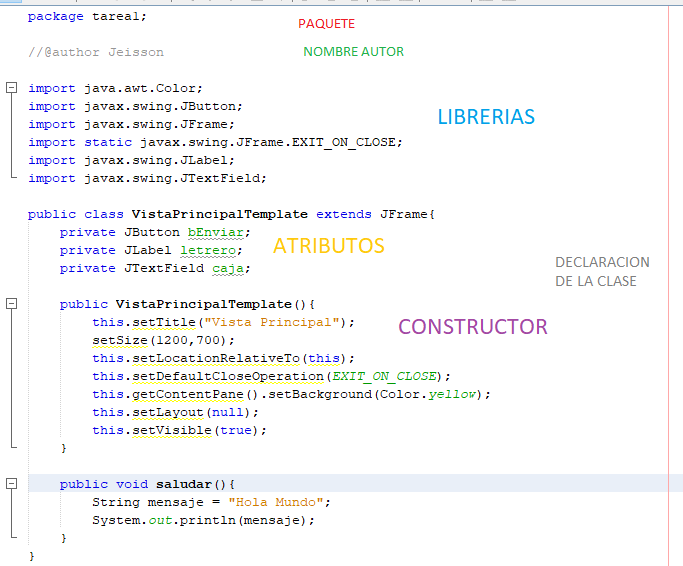 package tareal;
PAQUETE
//@author Jeisson
NOMBRE AUTOR
import java.awt.Color;
import javax.swing.JButton;
import javax.swing.JFrame;
import static javax.swing.JFrame.EXIT_ON_CLOSE;
import javax.swing.JLabel;
import javax.swing.JTextField;
LIBRERIAS
public class VistaPrincipalTemplate extends JFrame{
private JButton bEnviar;
private JLabel letrero;
private JTextField caja;
ATRIBUTOS
DECLARACION
DE LA CLASE
public VistaPrincipalTemplate(){
this.setTitle("Vista Principal");
setSize(1200,700);
this.setLocationRelativeTo(this);
this.setDefaultCloseOperation(EXIT_ON_CLOSE);
this.getContentPane().setBackground(Color.yellow);
this.setLayout(null);
this.setVisible(true);
}
CONSTRUCTOR
public void saludar(){
String mensaje = "Hola Mundo";
System.out.println(mensaje);
}
}